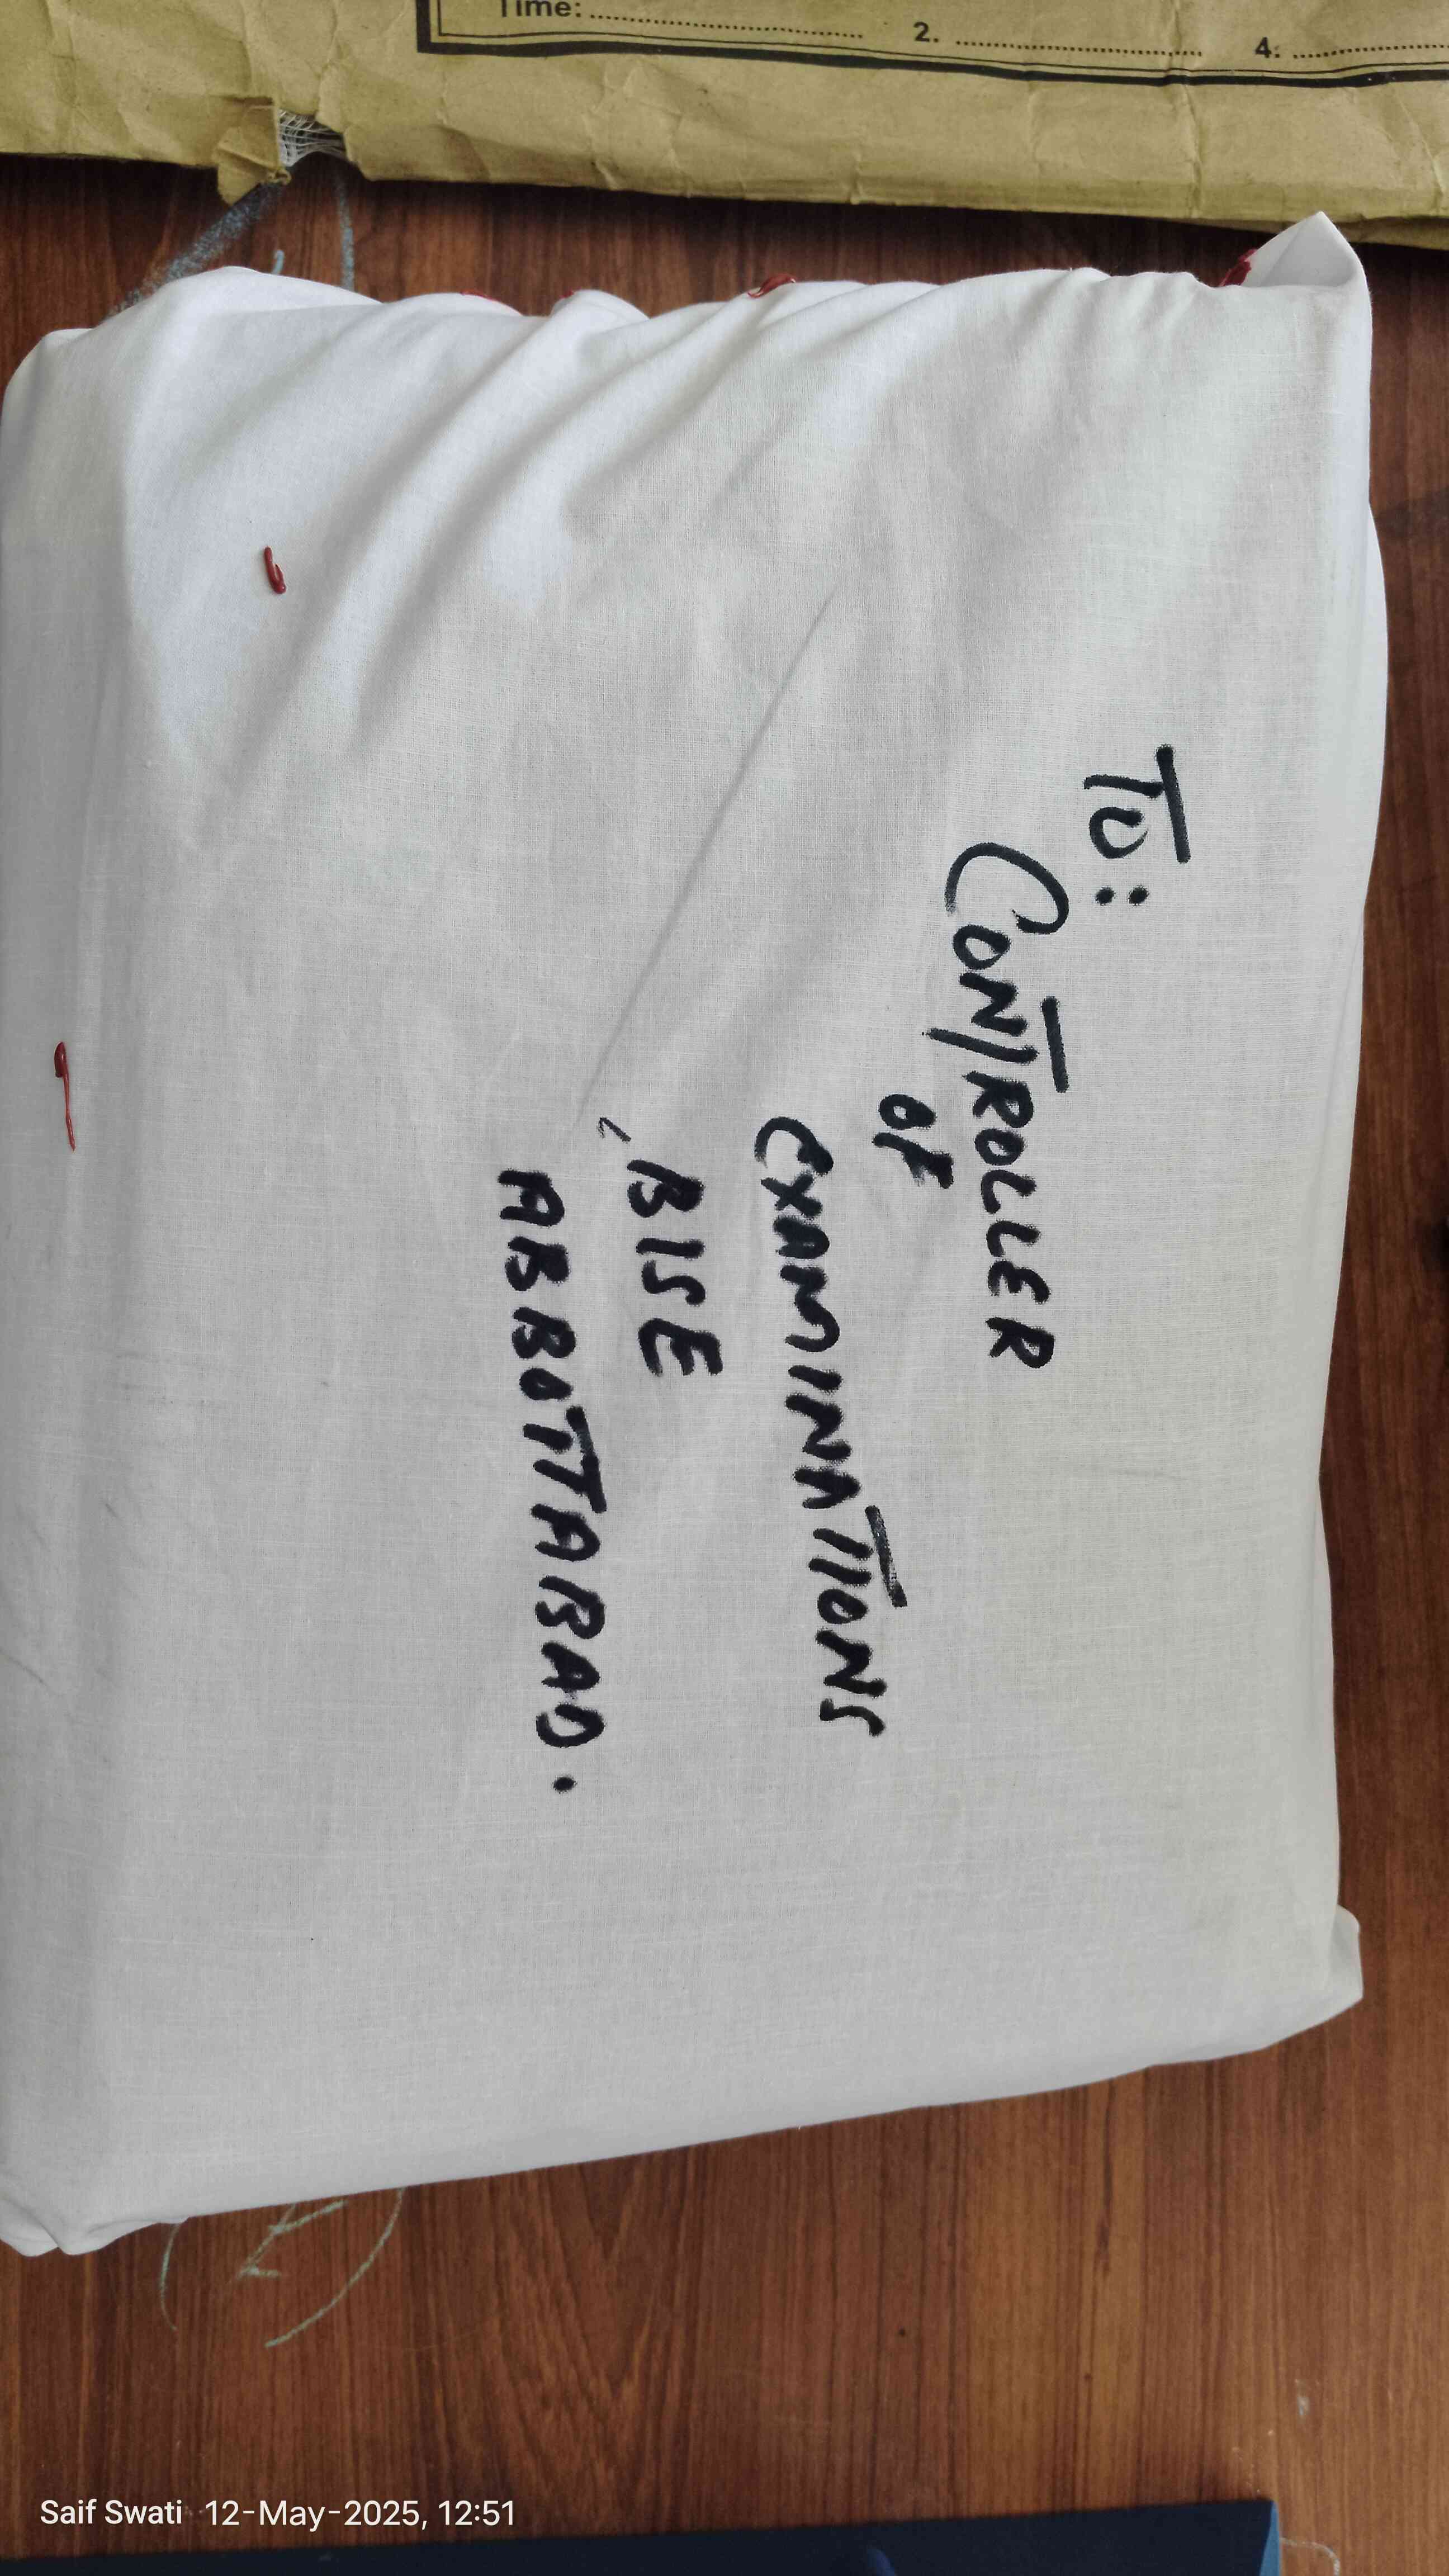 Time: ........ 2. ........ 4. ........
To:
CONTROLLER
OF
EXAMINATIONS
, BISE
ABBOTTABAD.
Saif Swati 12-May-2025, 12:51